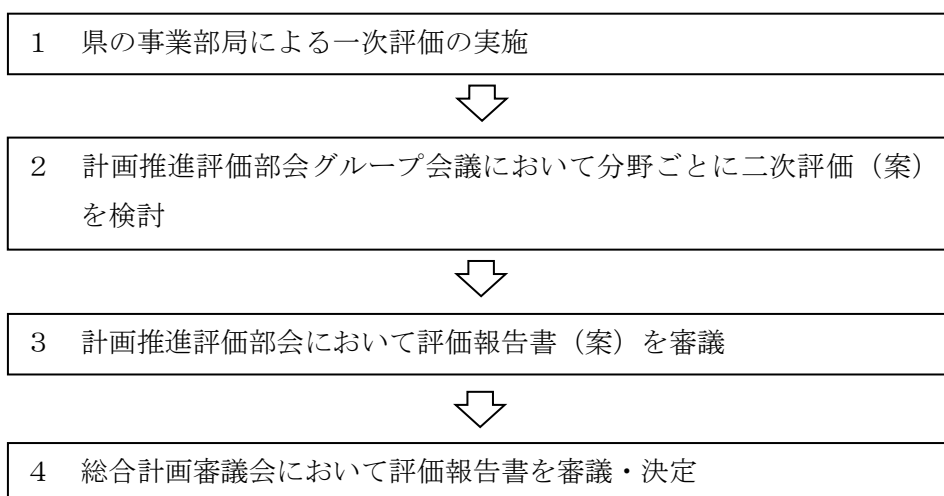 １　県の事業部局による一次評価の実施
２　計画推進評価部会グループ会議において分野ごとに二次評価（案）
を検討
３　計画推進評価部会において評価報告書（案）を審議
４　総合計画審議会において評価報告書を審議・決定